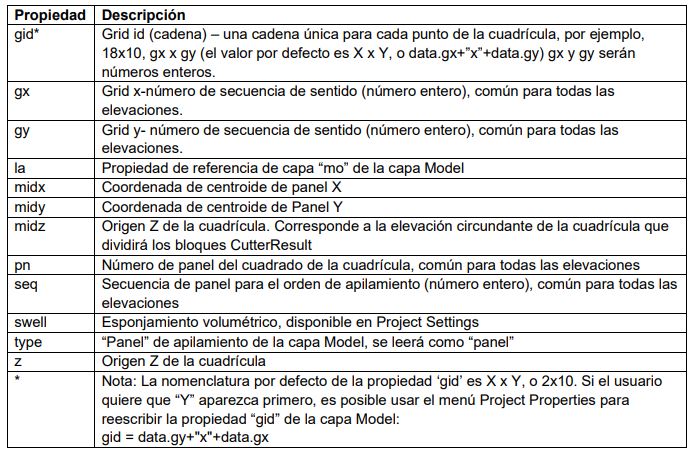 Propiedad Descripción
gid* Grid id (cadena) – una cadena única para cada punto de la cuadrícula, por ejemplo,
18x10, gx x gy (el valor por defecto es X x Y, o data.gx+”x”+data.gy) gx y gy serán
números enteros.
gx Grid x-número de secuencia de sentido (número entero), común para todas las
elevaciones.
gy Grid y- número de secuencia de sentido (número entero), común para todas las
elevaciones.
la Propiedad de referencia de capa “mo” de la capa Model
midx Coordenada de centroide de panel X
midy Coordenada de centroide de Panel Y
midz Origen Z de la cuadrícula. Corresponde a la elevación circundante de la cuadrícula que
dividirá los bloques CutterResult
pn Número de panel del cuadrado de la cuadrícula, común para todas las elevaciones
seq Secuencia de panel para el orden de apilamiento (número entero), común para todas las
elevaciones
swell Esponjamiento volumétrico, disponible en Project Settings
type “Panel” de apilamiento de la capa Model, se leerá como “panel”
z Origen Z de la cuadrícula
* Nota: La nomenclatura por defecto de la propiedad ‘gid’ es X x Y, o 2x10. Si el usuario
quiere que “Y” aparezca primero, es posible usar el menú Project Properties para
reescribir la propiedad “gid” de la capa Model:
gid = data.gy+"x"+data.gx